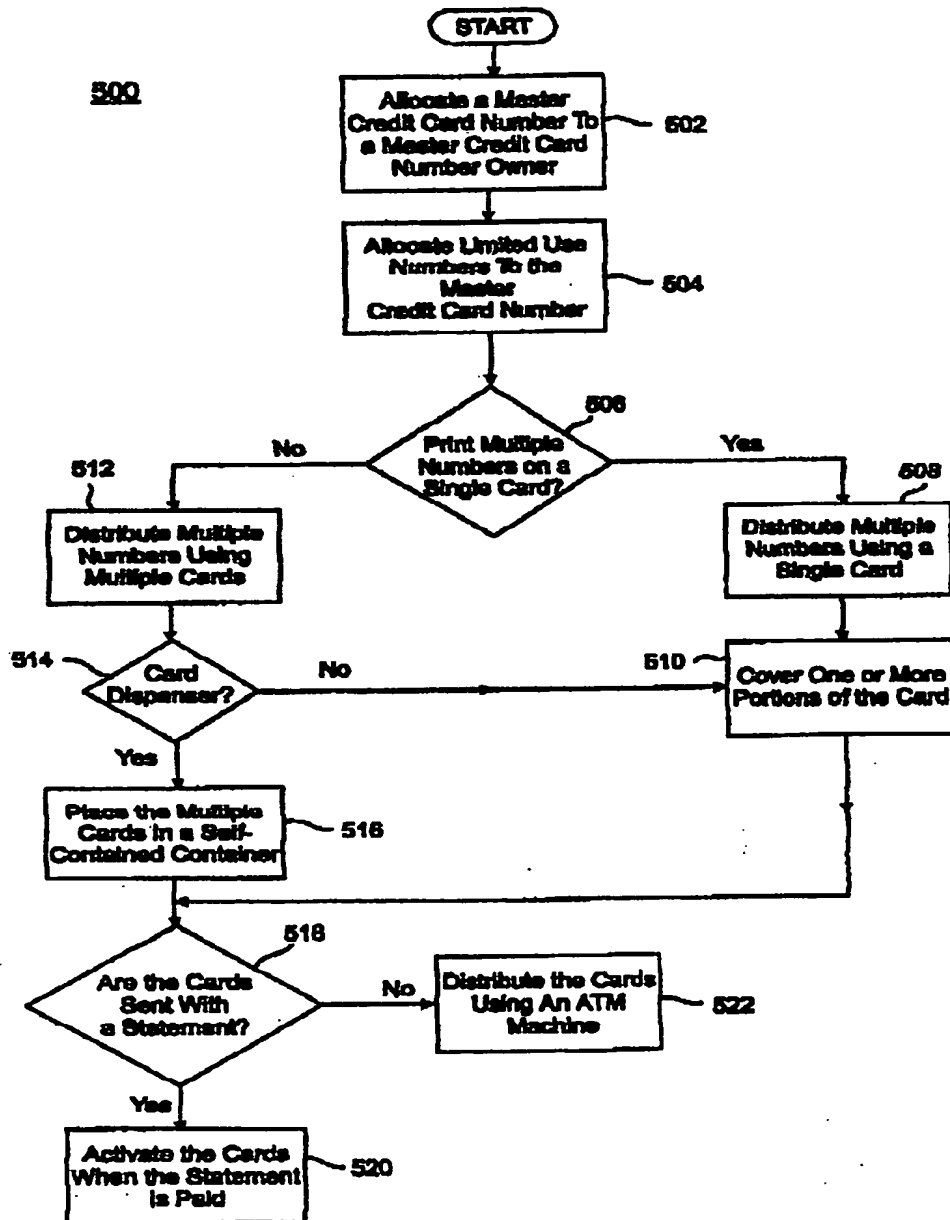 START
500
Allocate a Master
Credit Card Number To
a Master Credit Card
Number Owner
502
Allocate Limited Use
Numbers To the
Master
Credit Card Number
504
506
Print Multiple
Numbers on a
Single Card?
No
Yes
512
Distribute Multiple
Numbers Using
Multiple Cards
508
Distribute Multiple
Numbers Using a
Single Card
514
Card
Dispenser?
No
510
Cover One or More
Portions of the Card
Yes
Place the Multiple
Cards in a Self-
Contained Container
516
518
Are the Cards
Sent With
a Statement?
No
Distribute the Cards
Using An ATM
Machine
522
Yes
Activate the Cards
When the Statement
is Paid
520